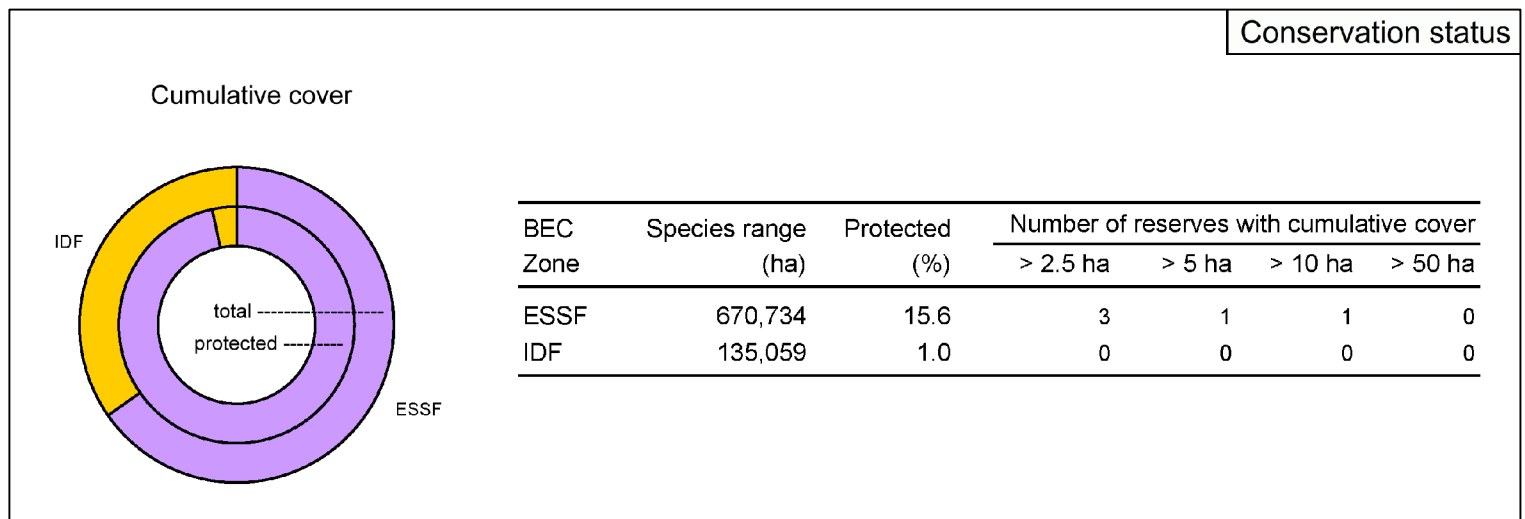 Conservation status
Cumulative cover
IDF
total
protected
ESSF
BEC Species range Protected Number of reserves with cumulative cover
Zone (ha) (%) > 2.5 ha > 5 ha > 10 ha > 50 ha
ESSF 670,734 15.6 3 1 1 0
IDF 135,059 1.0 0 0 0 0